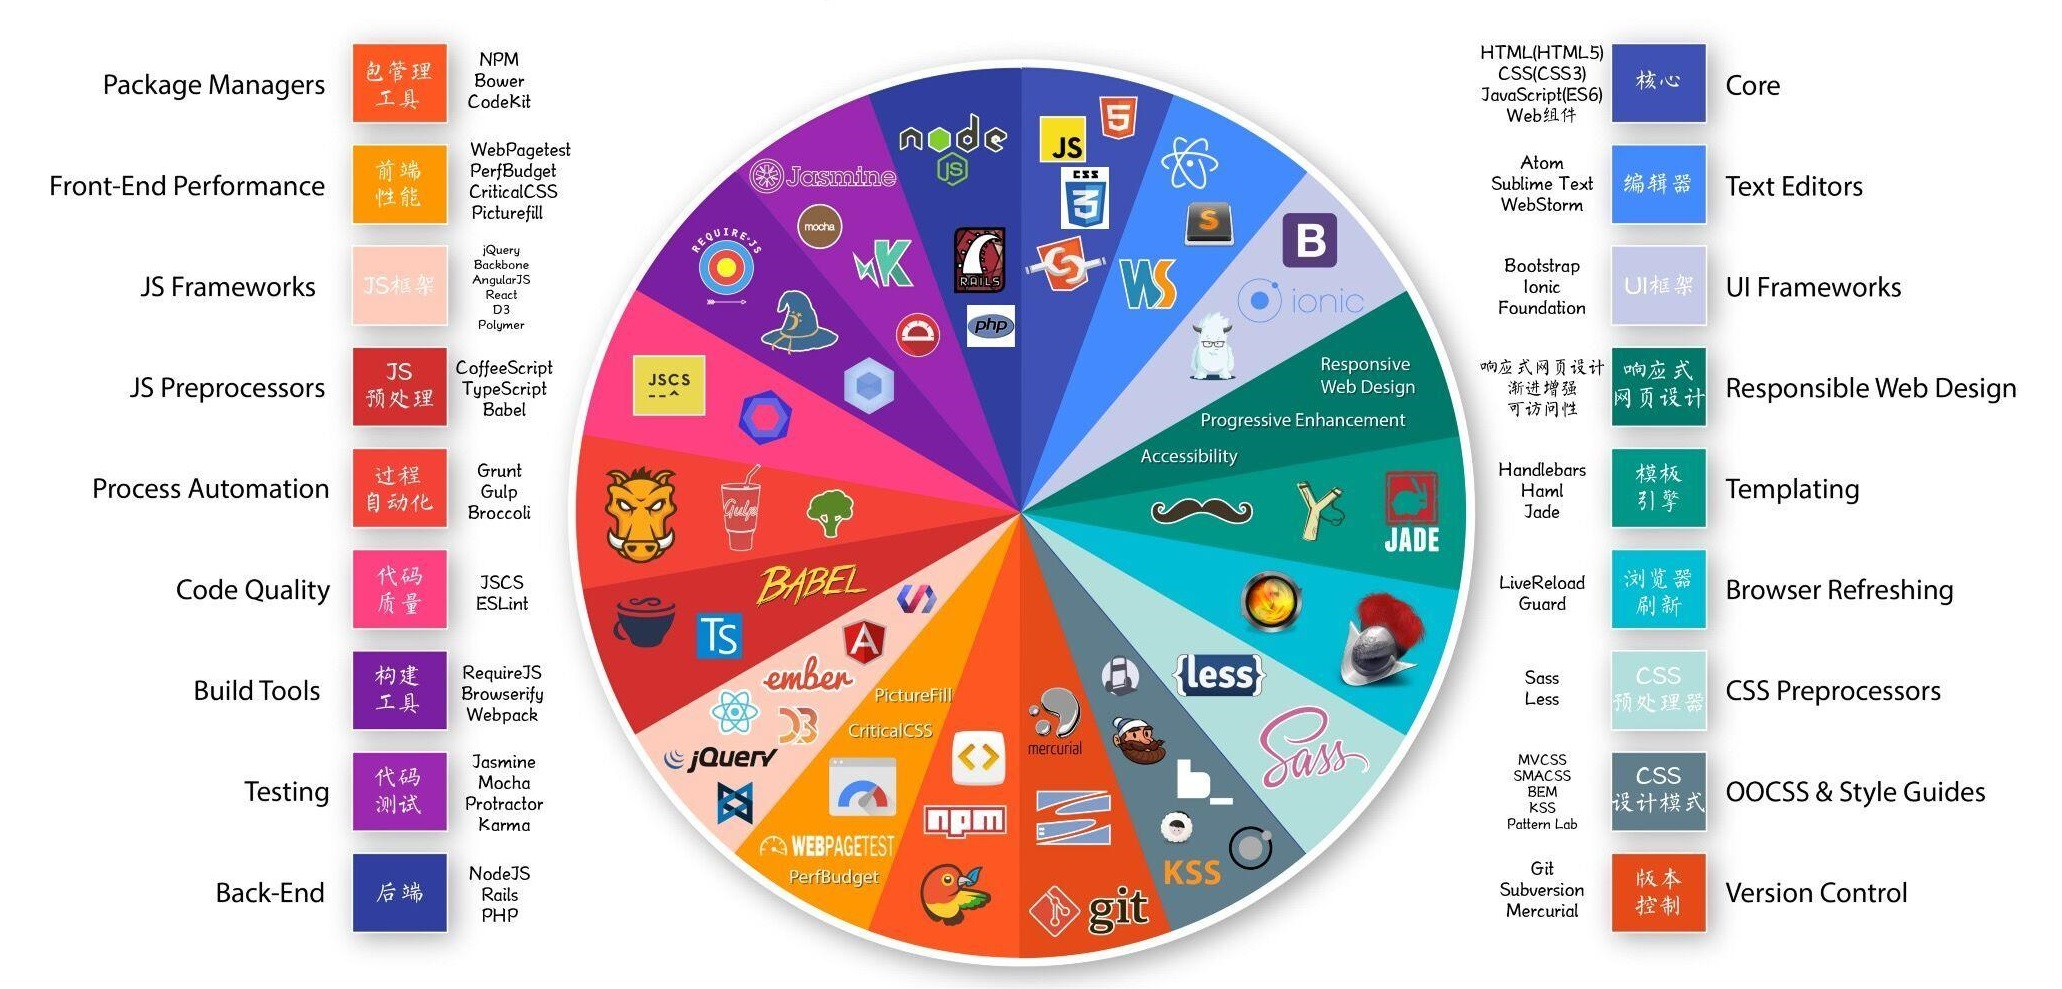 Package Managers
包管理
工具
NPM
Bower
CodeKit
Front-End Performance
前端
性能
WebPagetest
PerfBudget
CriticalCSS
Picturefill
JS Frameworks
JS框架
jQuery
Backbone
AngularJS
React
D3
Polymer
JS Preprocessors
JS
预处理
CoffeeScript
TypeScript
Babel
Process Automation
过程
自动化
Grunt
Gulp
Broccoli
Code Quality
代码
质量
JSCS
ESLint
Build Tools
构建
工具
RequireJS
Browserify
Webpack
Testing
代码
测试
Jasmine
Mocha
Protractor
Karma
Back-End
后端
NodeJS
Rails
PHP
node
JS
JS
5
CSS
3
Jasmine
mocha
REQUIRE·JS
K
RAILS
php
S
WS
B
ionic
JSCS
Responsive
Web Design
Progressive Enhancement
Accessibility
Gulp
JADE
BABEL
TS
A
ember
D3
jQuery
PictureFill
CriticalCSS
WEBPAGETEST
PerfBudget
npm
mercurial
git
{less}
Sass
b_
KSS
HTML(HTML5)
CSS(CSS3)
JavaScript(ES6)
Web组件
核心
Core
Atom
Sublime Text
WebStorm
编辑器
Text Editors
Bootstrap
Ionic
Foundation
UI框架
UI Frameworks
响应式网页设计
渐进增强
可访问性
响应式
网页设计
Responsible Web Design
Handlebars
Haml
Jade
模板
引擎
Templating
LiveReload
Guard
浏览器
刷新
Browser Refreshing
Sass
Less
CSS
预处理器
CSS Preprocessors
MVCSS
SMACSS
BEM
KSS
Pattern Lab
CSS
设计模式
OOCSS & Style Guides
Git
Subversion
Mercurial
版本
控制
Version Control